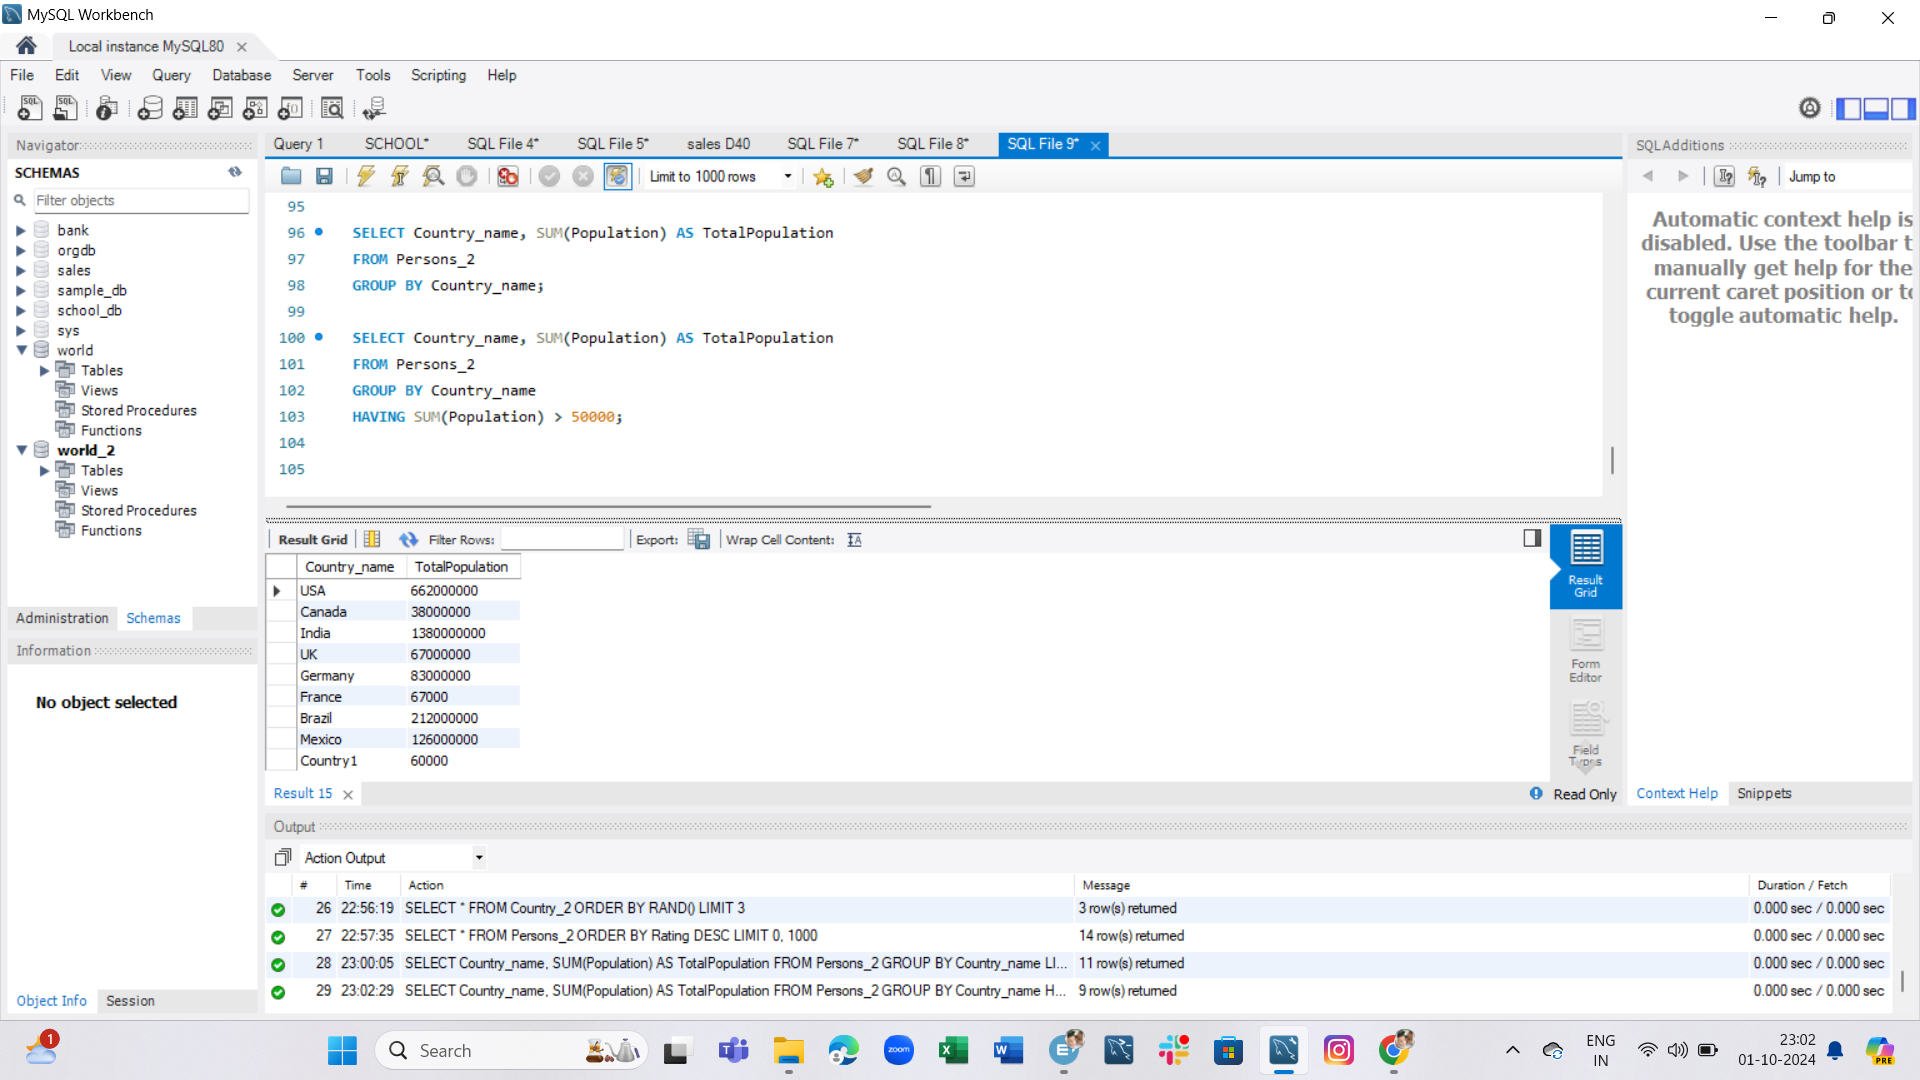 MySQL Workbench
Local instance MySQL80
File Edit View Query Database Server Tools Scripting Help
Navigator
SCHEMAS
Filter objects
bank
orgdb
sales
sample_db
school_db
sys
world
Tables
Views
Stored Procedures
Functions
world_2
Tables
Views
Stored Procedures
Functions
Administration Schemas
Information
No object selected
Object Info Session
Query 1 SCHOOL* SQL File 4* SQL File 5* sales D40 SQL File 7* SQL File 8* SQL File 9*
Limit to 1000 rows
95
96 SELECT Country_name, SUM(Population) AS TotalPopulation
97 FROM Persons_2
98 GROUP BY Country_name;
99
100 SELECT Country_name, SUM(Population) AS TotalPopulation
101 FROM Persons_2
102 GROUP BY Country_name
103 HAVING SUM(Population) > 50000;
104
105
Result Grid Filter Rows: Export: Wrap Cell Content:
Country_name TotalPopulation
USA 662000000
Canada 38000000
India 1380000000
UK 67000000
Germany 83000000
France 67000
Brazil 212000000
Mexico 126000000
Country1 60000
Result Grid
Form Editor
Field Types
Result 15
Read Only
SQLAdditions
Jump to
Automatic context help is
disabled. Use the toolbar t
manually get help for the
current caret position or to
toggle automatic help.
Context Help Snippets
Output
Action Output
# Time Action Message Duration / Fetch
26 22:56:19 SELECT * FROM Country_2 ORDER BY RAND() LIMIT 3 3 row(s) returned 0.000 sec / 0.000 sec
27 22:57:35 SELECT * FROM Persons_2 ORDER BY Rating DESC LIMIT 0, 1000 14 row(s) returned 0.000 sec / 0.000 sec
28 23:00:05 SELECT Country_name, SUM(Population) AS TotalPopulation FROM Persons_2 GROUP BY Country_name LI... 11 row(s) returned 0.000 sec / 0.000 sec
29 23:02:29 SELECT Country_name, SUM(Population) AS TotalPopulation FROM Persons_2 GROUP BY Country_name H... 9 row(s) returned 0.000 sec / 0.000 sec
1
Search
zoom
ENG
IN
23:02
01-10-2024
PRE